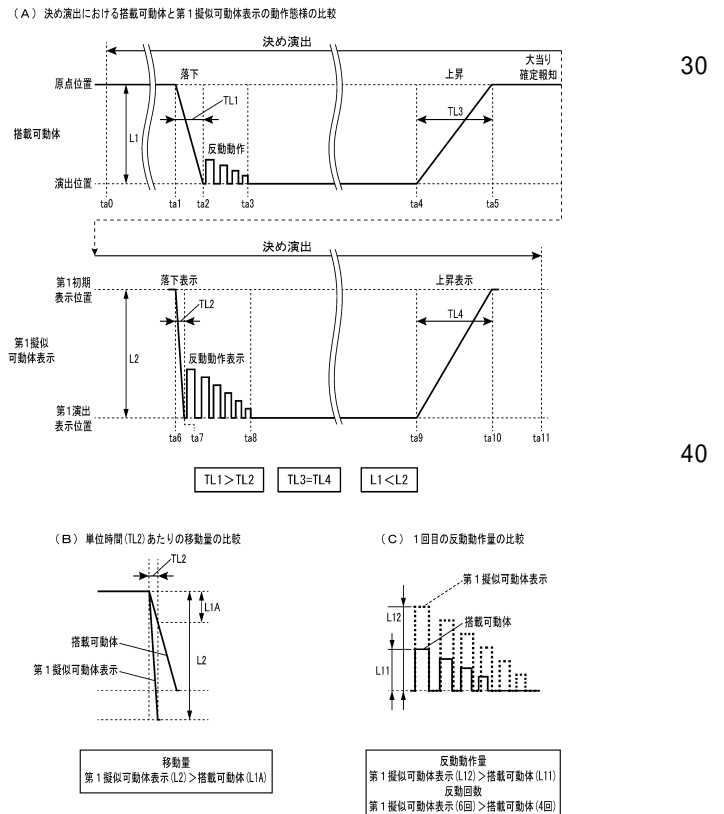 （A） 決め演出における搭載可動体と第１擬似可動体表示の動作態様の比較
決め演出
30
大当り
確定報知
落下
上昇
原点位置
TL1
TL3
搭載可動体
L1
反動動作
演出位置
ta0
ta1
ta2
ta3
ta4
ta5
決め演出
第１初期
表示位置
落下表示
上昇表示
TL2
TL4
第１擬似
可動体表示
L2
反動動作表示
第１演出
表示位置
ta6
ta7
ta8
ta9
ta10
ta11
40
TL1＞TL2
TL3=TL4
L1＜L2
（B） 単位時間(TL2)あたりの移動量の比較
TL2
L1A
L2
搭載可動体
第１擬似可動体表示
移動量
第１擬似可動体表示(L2)＞搭載可動体(L1A)
（C） １回目の反動動作量の比較
第１擬似可動体表示
搭載可動体
L12
L11
反動動作量
第１擬似可動体表示(L12)＞搭載可動体(L11)
反動回数
第１擬似可動体表示(6回)＞搭載可動体(4回)